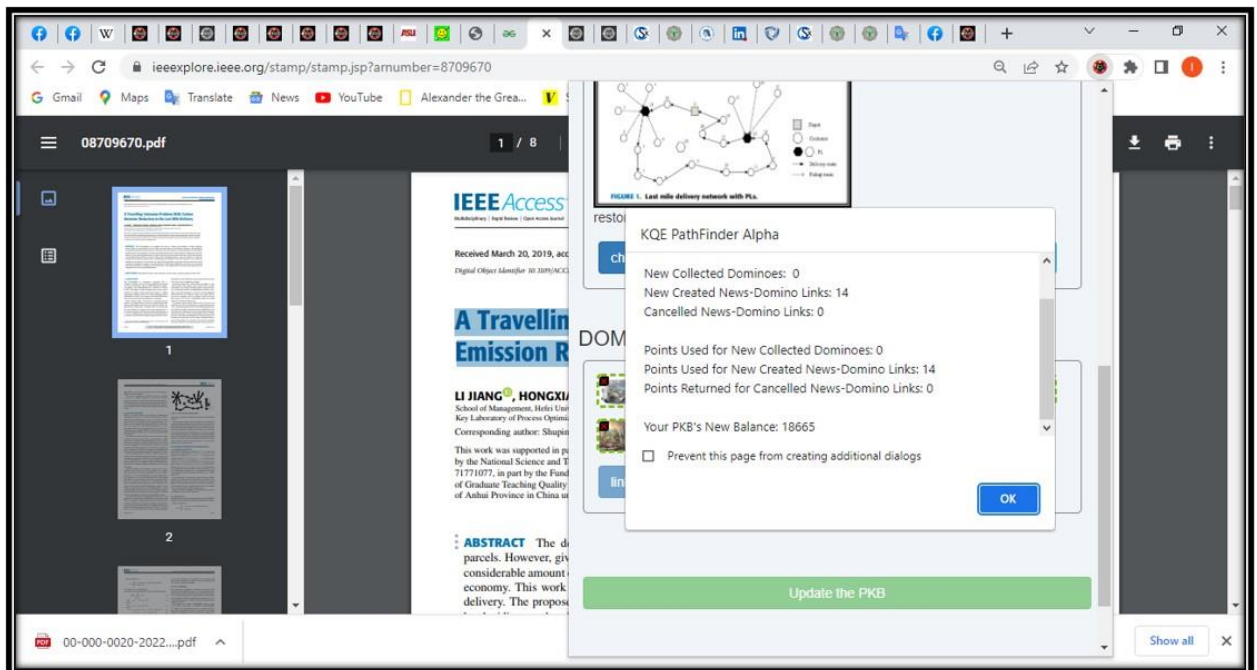 ieeexplore.ieee.org/stamp/stamp.jsp?arnumber=8709670
Gmail Maps Translate News YouTube Alexander the Grea...
08709670.pdf 1 / 8
1
2
IEEE Access
Received March 20, 2019, acc
Digital Object Identifier 10.1109/ACC
A Travellin
Emission R
LI JIANG, HONGXIA
School of Management, Hefei Univ
Key Laboratory of Process Optimiz
Corresponding author: Shupin
This work was supported in pa
by the National Science and T
71771077, in part by the Fund
of Graduate Teaching Quality
of Anhui Province in China un
ABSTRACT The de
parcels. However, giv
considerable amount
economy. This work
delivery. The propose
FIGURE 1. Last mile delivery network with PLs.
Depot
Customer
PL
Delivery route
Pickup route
resto
ch
DOM
lin
KQE PathFinder Alpha
New Collected Dominoes: 0
New Created News-Domino Links: 14
Cancelled News-Domino Links: 0
Points Used for New Collected Dominoes: 0
Points Used for New Created News-Domino Links: 14
Points Returned for Cancelled News-Domino Links: 0
Your PKB's New Balance: 18665
Prevent this page from creating additional dialogs
OK
Update the PKB
00-000-0020-2022....pdf
Show all